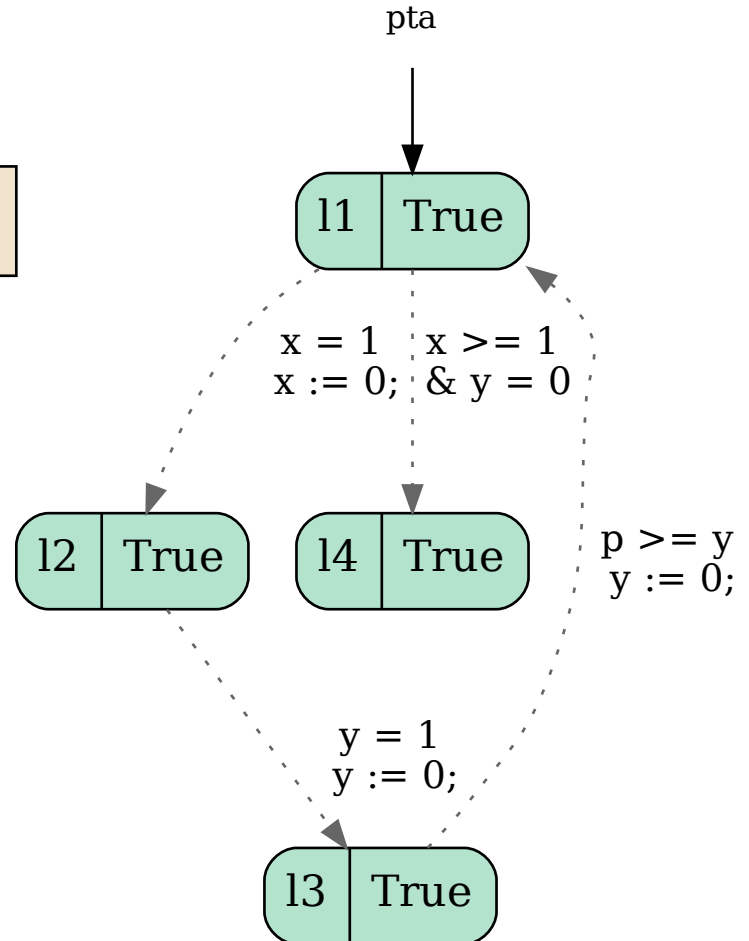 pta
l1 True
x = 1
x := 0;
x >= 1
& y = 0
l2 True
l4 True
p >= y
y := 0;
y = 1
y := 0;
l3 True